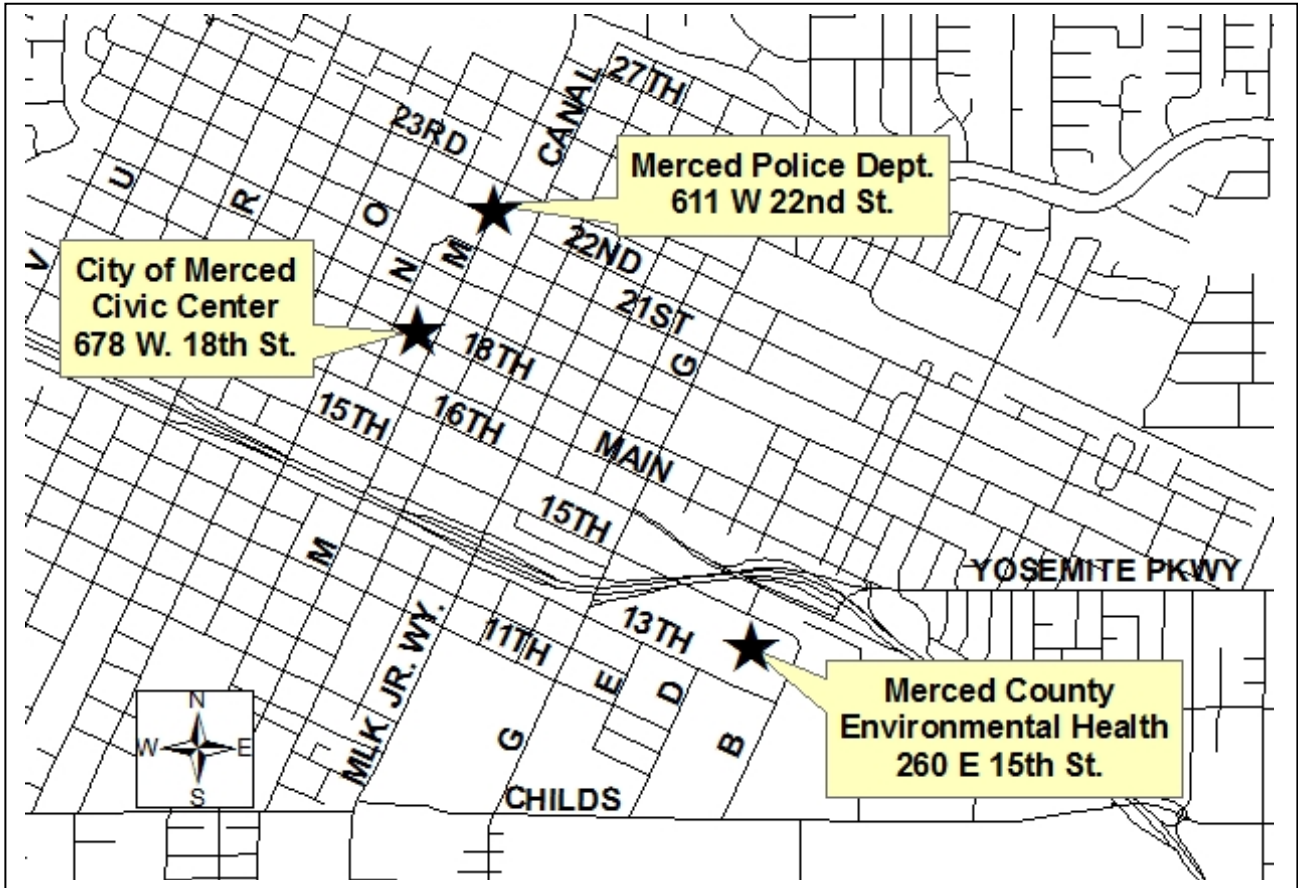 27TH
CANAL
23RD
Merced Police Dept.
611 W 22nd St.
U
R
O
N
M
V
22ND
City of Merced
Civic Center
678 W. 18th St.
21ST
G
18TH
15TH
16TH
MAIN
15TH
M
YOSEMITE PKWY
13TH
11TH
MLK JR. WY.
E
D
B
G
Merced County
Environmental Health
260 E 15th St.
N
W E
S
CHILDS